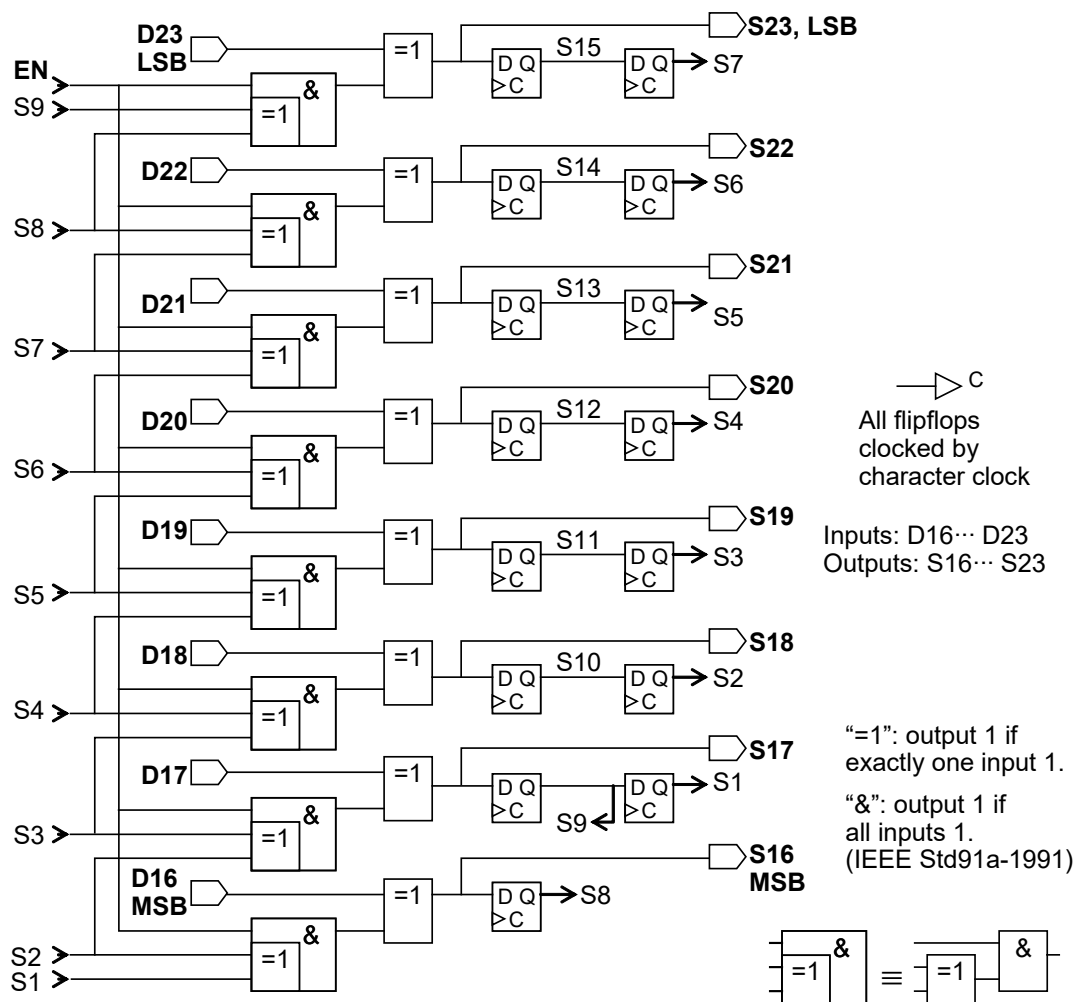 D23
LSB
=1
S23, LSB
S15
D Q
C
D Q
C
S7
EN
S9
&
=1
D22
=1
S22
S14
D Q
C
D Q
C
S6
S8
&
=1
D21
=1
S21
S13
D Q
C
D Q
C
S5
S7
&
=1
D20
=1
S20
S12
D Q
C
D Q
C
S4
S6
&
=1
D19
=1
S19
S11
D Q
C
D Q
C
S3
S5
&
=1
D18
=1
S18
S10
D Q
C
D Q
C
S2
S4
&
=1
D17
=1
S17
D Q
C
S9
D Q
C
S1
S3
&
=1
D16
MSB
=1
S16
MSB
D Q
C
S8
S2
S1
&
=1
C
All flipflops
clocked by
character clock
Inputs: D16··· D23
Outputs: S16··· S23
“=1”: output 1 if
exactly one input 1.
“&”: output 1 if
all inputs 1.
(IEEE Std91a-1991)
&
=1
≡
=1
&